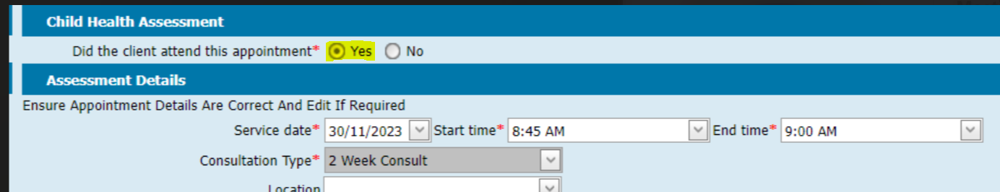 Child Health Assessment
Did the client attend this appointment* Yes No
Assessment Details
Ensure Appointment Details Are Correct And Edit If Required
Service date* 30/11/2023 Start time* 8:45 AM End time* 9:00 AM
Consultation Type* 2 Week Consult
Location